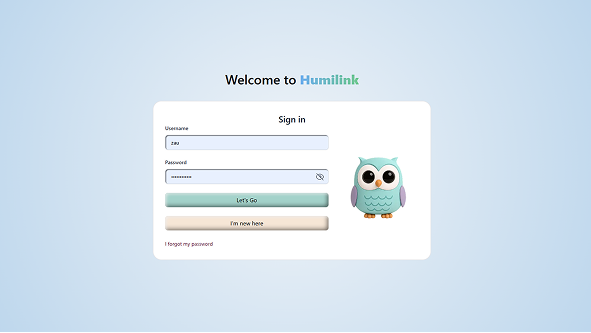 Welcome to Humilink
Sign in
Username
zau
Password
Let's Go
I'm new here
I forgot my password